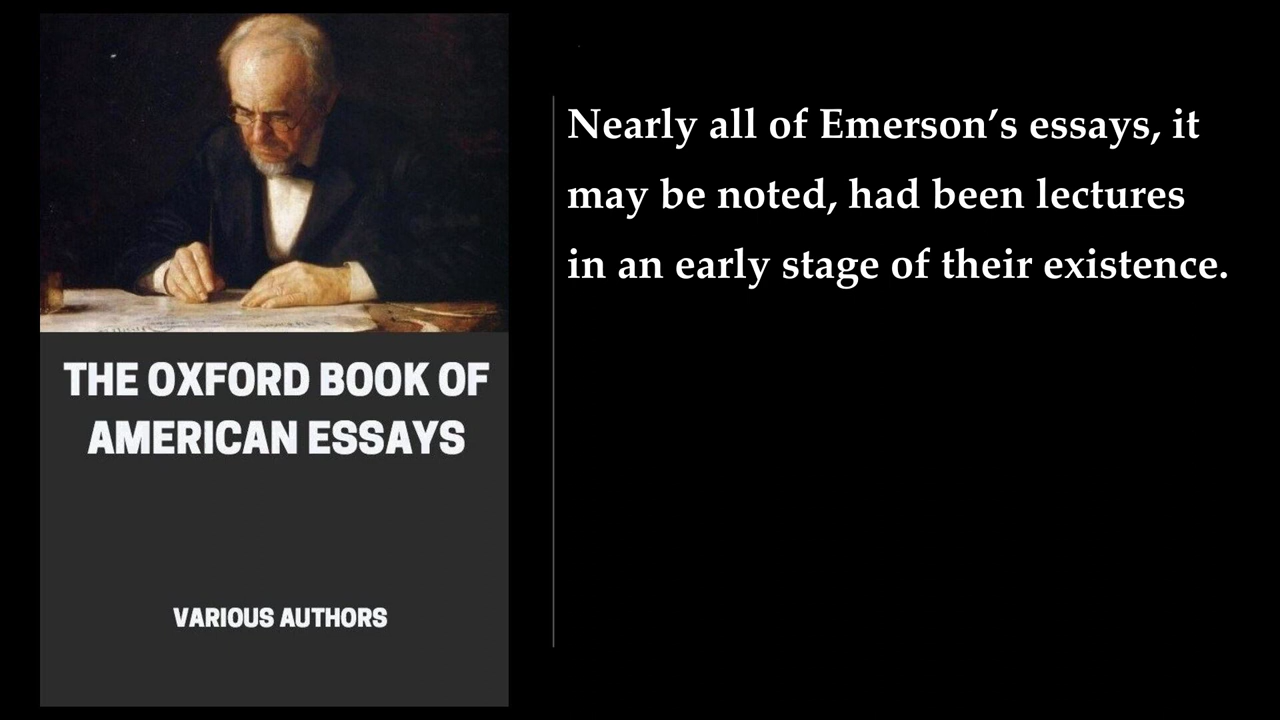 THE OXFORD BOOK OF
AMERICAN ESSAYS
VARIOUS AUTHORS
Nearly all of Emerson’s essays, it
may be noted, had been lectures
in an early stage of their existence.